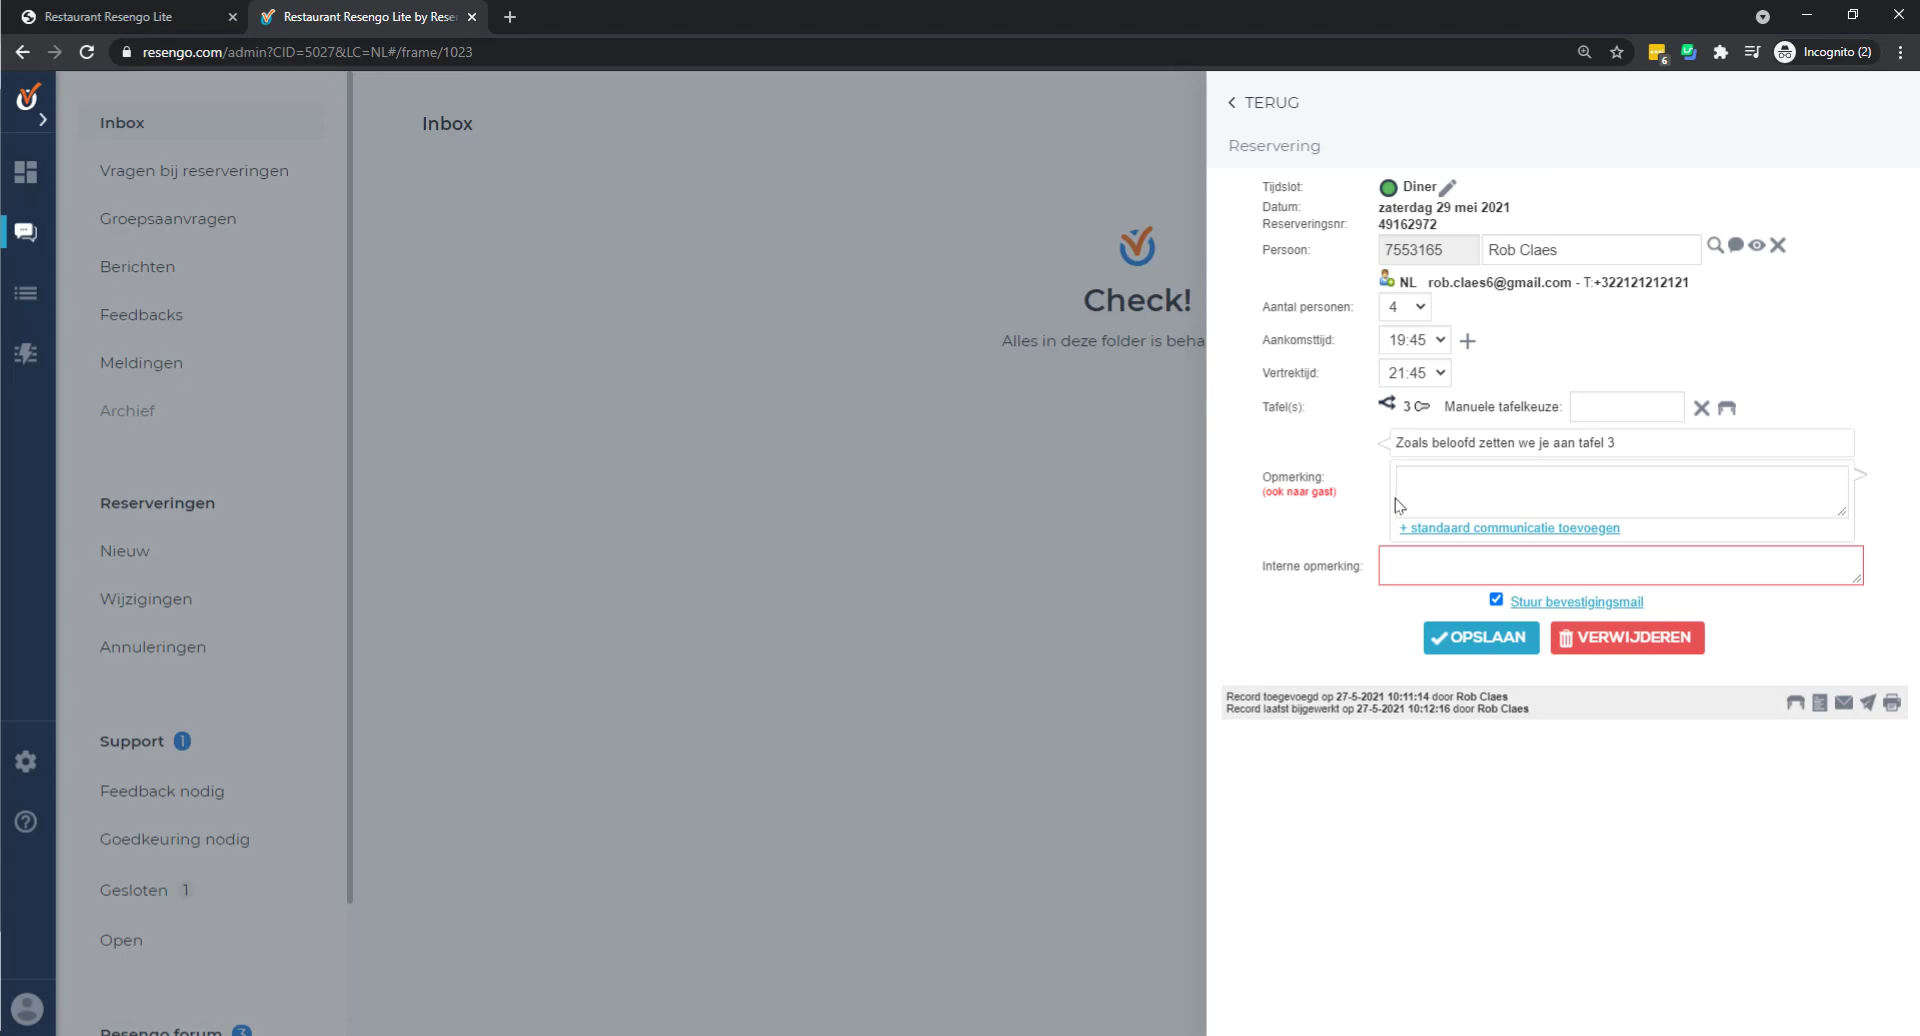 Restaurant Resengo Lite
Restaurant Resengo Lite by Rese
resengo.com/admin?CID=5027&LC=NL#/frame/1023
6
Incognito (2)
Inbox
Vragen bij reserveringen
Groepsaanvragen
Berichten
Feedbacks
Meldingen
Archief
Reserveringen
Nieuw
Wijzigingen
Annuleringen
Support 1
Feedback nodig
Goedkeuring nodig
Gesloten 1
Open
Resengo forum 3
Inbox
Check!
Alles in deze folder is beha
TERUG
Reservering
Tijdslot: Diner
Datum: zaterdag 29 mei 2021
Reserveringsnr: 49162972
Persoon: 7553165 Rob Claes
NL rob.claes6@gmail.com - T:+322121212121
Aantal personen: 4
Aankomsttijd: 19:45
Vertrektijd: 21:45
Tafel(s): 3 Manuele tafelkeuze:
Zoals beloofd zetten we je aan tafel 3
Opmerking:
(ook naar gast)
+ standaard communicatie toevoegen
Interne opmerking:
Stuur bevestigingsmail
OPSLAAN VERWIJDEREN
Record toegevoegd op 27-5-2021 10:11:14 door Rob Claes
Record laatst bijgewerkt op 27-5-2021 10:12:16 door Rob Claes